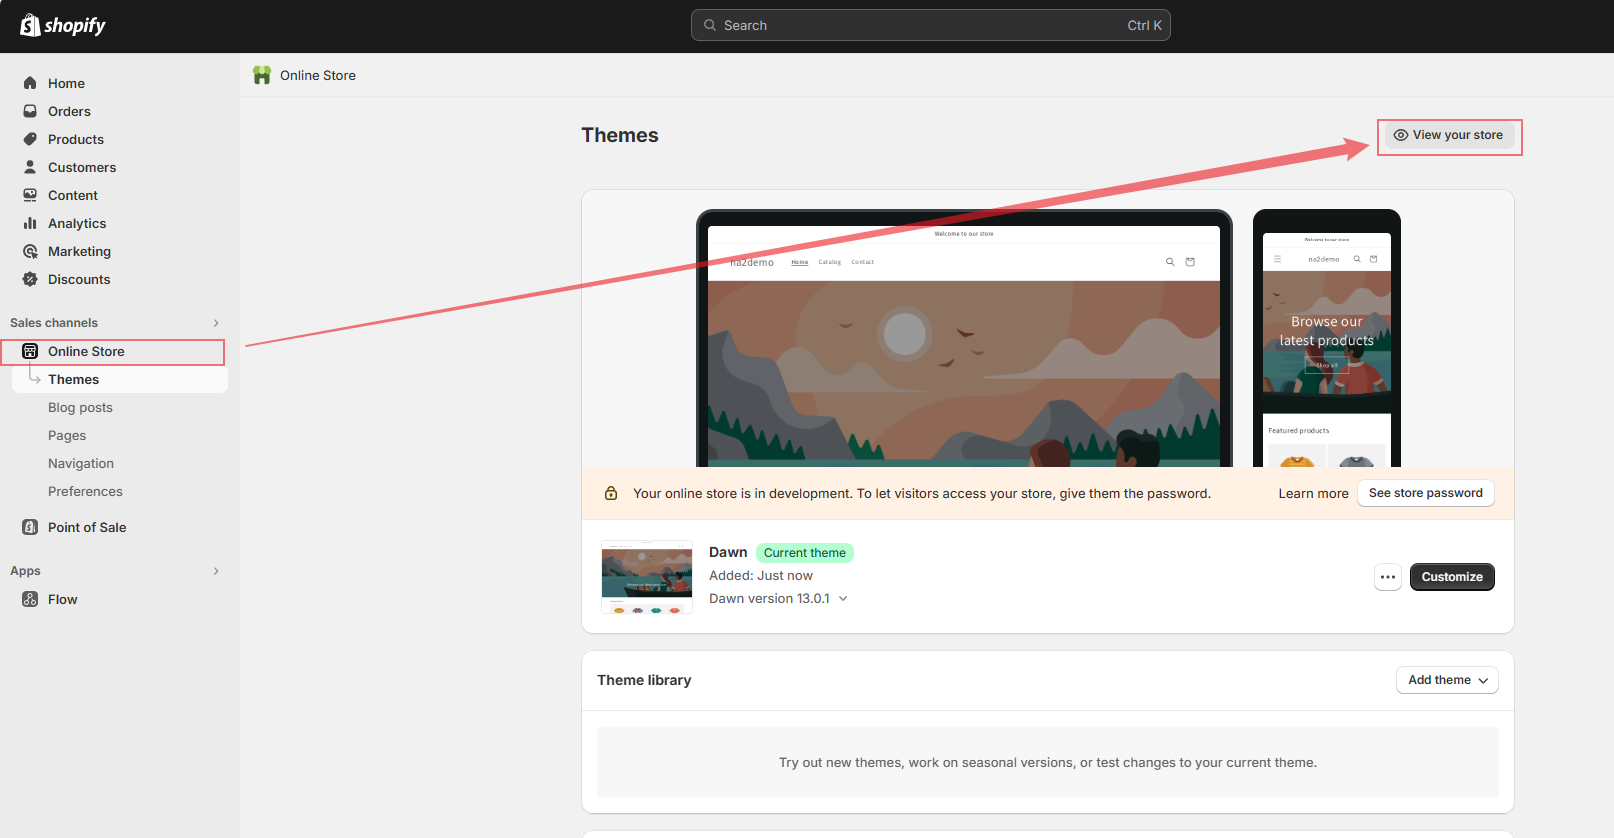 shopify
Search
Ctrl K
Home
Orders
Products
Customers
Content
Analytics
Marketing
Discounts
Sales channels
Online Store
Themes
Blog posts
Pages
Navigation
Preferences
Point of Sale
Apps
Flow
Online Store
Themes
View your store
Welcome to our store
na2demo
Home
Catalog
Contact
Welcome to our store
na2demo
Browse our
latest products
Shop all
Featured products
Your online store is in development. To let visitors access your store, give them the password.
Learn more
See store password
Dawn
Current theme
Added: Just now
Dawn version 13.0.1
Customize
Theme library
Add theme
Try out new themes, work on seasonal versions, or test changes to your current theme.